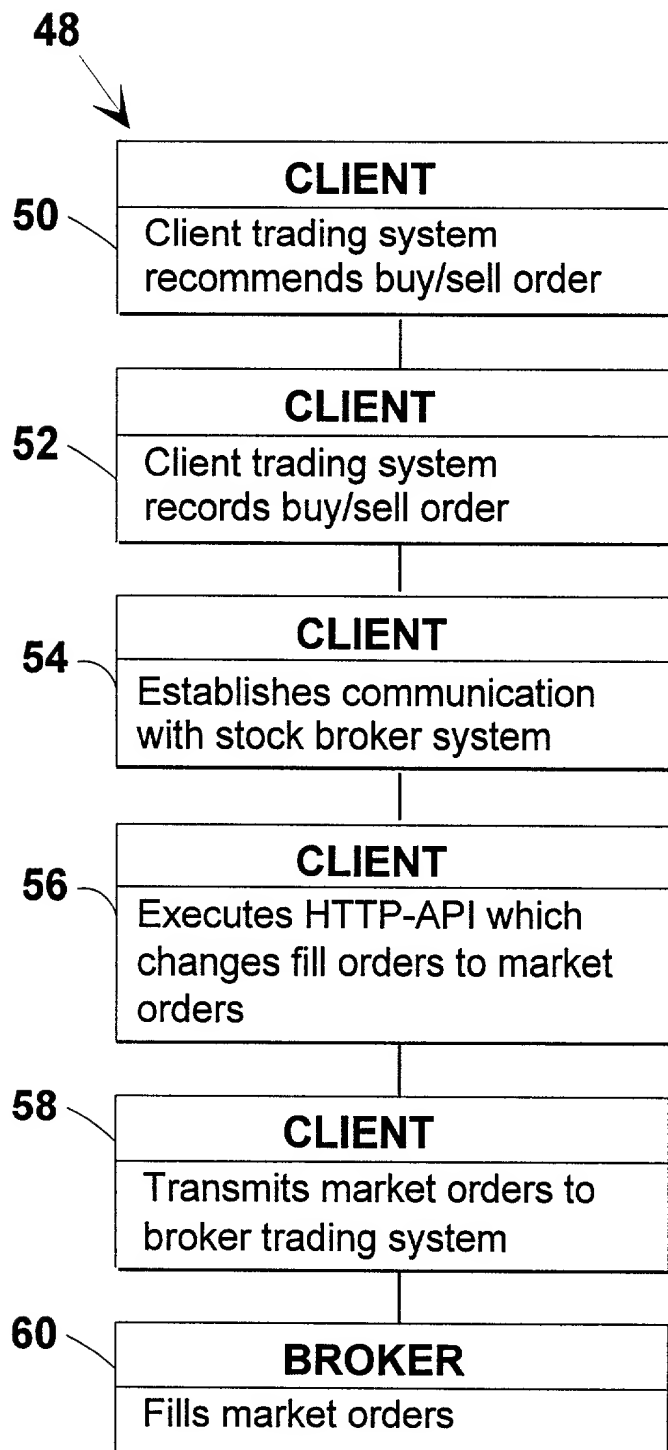 48
50
CLIENT
Client trading system
recommends buy/sell order
52
CLIENT
Client trading system
records buy/sell order
54
CLIENT
Establishes communication
with stock broker system
56
CLIENT
Executes HTTP-API which
changes fill orders to market
orders
58
CLIENT
Transmits market orders to
broker trading system
60
BROKER
Fills market orders